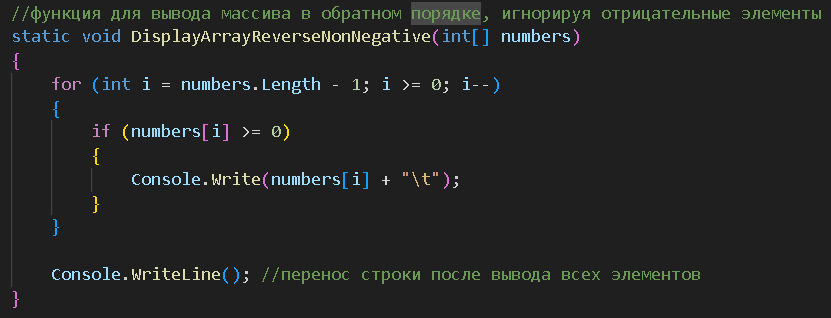 //функция для вывода массива в обратном порядке, игнорируя отрицательные элементы
static void DisplayArrayReverseNonNegative(int[] numbers)
{
    for (int i = numbers.Length - 1; i >= 0; i--)
    {
        if (numbers[i] >= 0)
        {
            Console.Write(numbers[i] + "\t");
        }
    }

    Console.WriteLine(); //перенос строки после вывода всех элементов
}